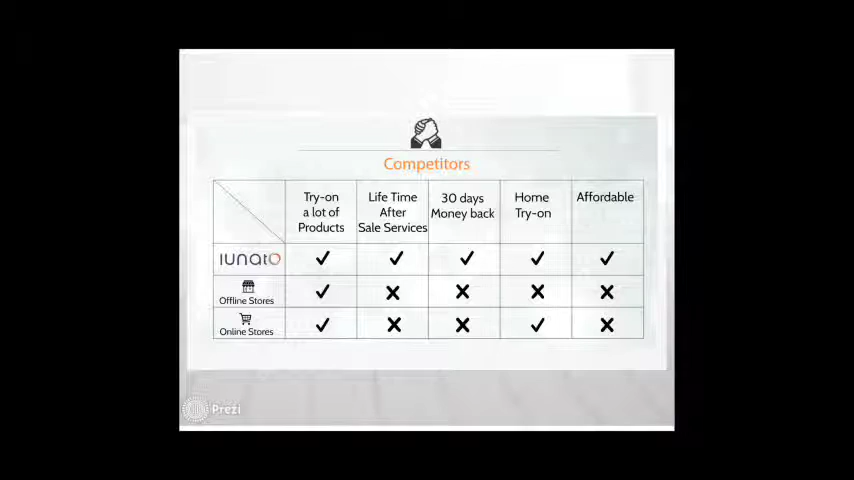 Competitors
Try-on
a lot of
Products
Life Time
After
Sale Services
30 days
Money back
Home
Try-on
Affordable
lunato
Offline Stores
Online Stores
Prezi